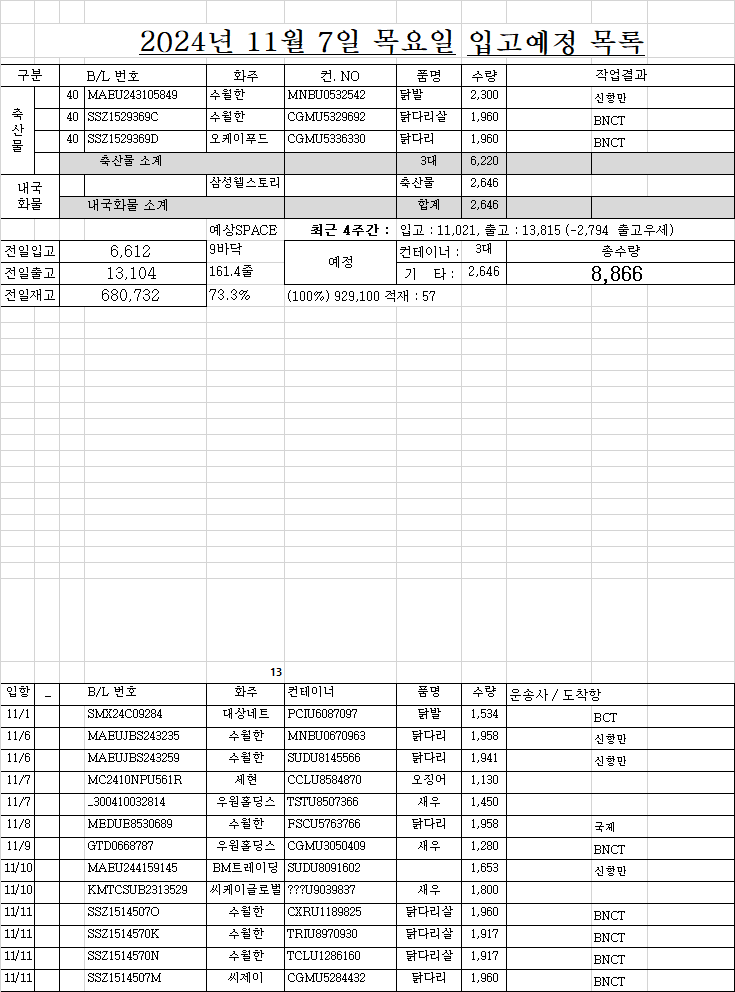 2024년 11월 7일 목요일 입고예정 목록
구분 B/L 번호 화주 컨. NO 품명 수량 작업결과
축산물
40 MAEU243105849 수월한 MNBU0532542 닭발 2,300 신항만
40 SSZ1529369C 수월한 CGMU5329692 닭다리살 1,960 BNCT
40 SSZ1529369D 오케이푸드 CGMU5336330 닭다리 1,960 BNCT
축산물 소계 3대 6,220
내국화물
삼성웰스토리 축산물 2,646
내국화물 소계 합계 2,646
예상SPACE 최근 4주간 : 입고 : 11,021, 출고 : 13,815 (-2,794 출고우세)
전일입고 6,612 9바닥 예정 컨테이너 : 3대 총수량
전일출고 13,104 161.4줄 기 타 : 2,646 8,866
전일재고 680,732 73.3% (100%) 929,100 적재 : 57
13
입항 _ B/L 번호 화주 컨테이너 품명 수량 운송사 / 도착항
11/1 SMX24C09284 대상네트 PCIU6087097 닭발 1,534 BCT
11/6 MAEUJBS243235 수월한 MNBU0670963 닭다리 1,958 신항만
11/6 MAEUJBS243259 수월한 SUDU8145566 닭다리 1,941 신항만
11/7 MC2410NPU561R 세현 CCLU8584870 오징어 1,130
11/7 _300410032814 우원홀딩스 TSTU8507366 새우 1,450
11/8 MEDUE8530689 수월한 FSCU5763766 닭다리 1,958 국제
11/9 GTD0668787 우원홀딩스 CGMU3050409 새우 1,280 BNCT
11/10 MAEU244159145 BM트레이딩 SUDU8091602 1,653 신항만
11/10 KMTCSUB2313529 씨케이글로벌 ???U9039837 새우 1,800
11/11 SSZ1514507O 수월한 CXRU1189825 닭다리살 1,960 BNCT
11/11 SSZ1514570K 수월한 TRIU8970930 닭다리살 1,917 BNCT
11/11 SSZ1514570N 수월한 TCLU1286160 닭다리살 1,917 BNCT
11/11 SSZ1514507M 씨제이 CGMU5284432 닭다리 1,960 BNCT